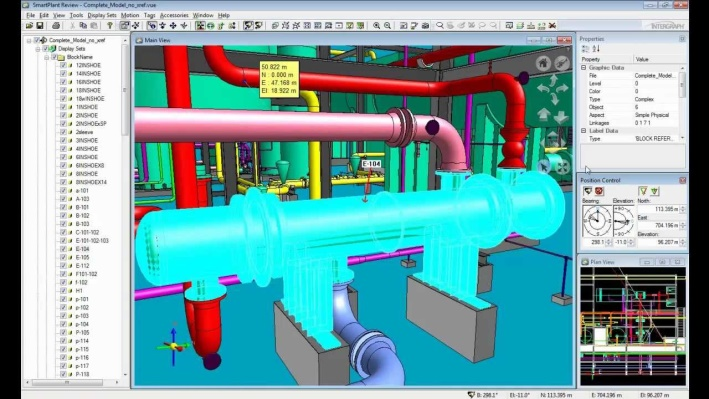 SmartPlant Review - Complete_Model_no_xref.vue
File Edit View Tools Display Sets Motion Tags Accessories Window Help
INTERGRAPH
Complete_Model_no_xref
Display Sets
BlockName
12INSHOE
14INSHOE
16INSHOE
18INSHOE
18wINSHOE
1INSHOE
2INSHOE
2INSHOExSP
2sleeve
3INSHOE
4INSHOE
6INSHOE
6INSHOEX8
8INSHOE
8INSHOEX14
a-101
A-103
B-101
B-102
B-103
C-101-102
E-101-102-103
E-104
E-105
E-112
F101-102
f-102
H1
p-101
p-102
p-103
p-104
P-105
p-114
p-115
p-116
p-117
P-118
Main View
50.822 m
N : 0.000 m
E : 47.168 m
El: 18.922 m
E-104
Properties
Property Value
Graphic Data
File Complete_Model...
Level 0
Color 0
Type Complex
Object 6
Aspect Simple Physical
Linkages 0 1 7 1
Label Data
Type 'BLOCK REFER...
Position Control
Bearing Elevation North:
113.395 m
East:
704.196 m
Elevation:
298.1 -11.0 96.207 m
Plan View
B: 298.1° El:-11.0° N: 113.395 m E: 704.196 m El: 96.207 m